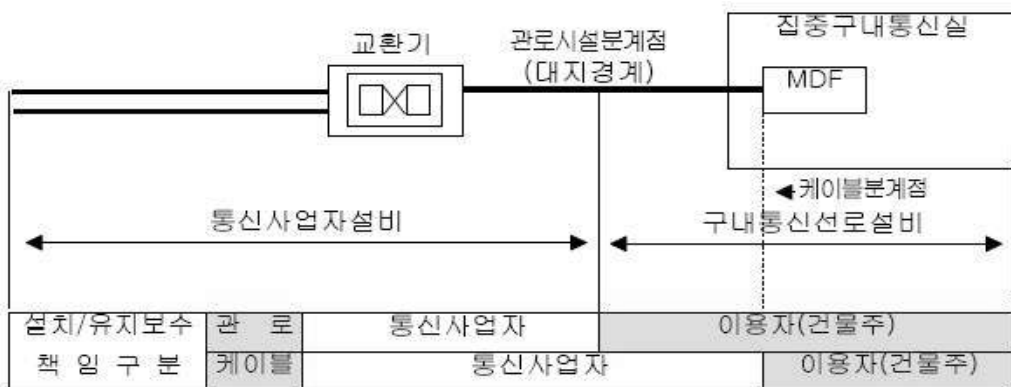 집중구내통신실
교환기
관로시설분계점
(대지경계)
MDF
◀케이블분계점
통신사업자설비
구내통신선로설비
설치/유지보수
책 임 구 분
관 로
통신사업자
이용자(건물주)
케이블
통신사업자
이용자(건물주)